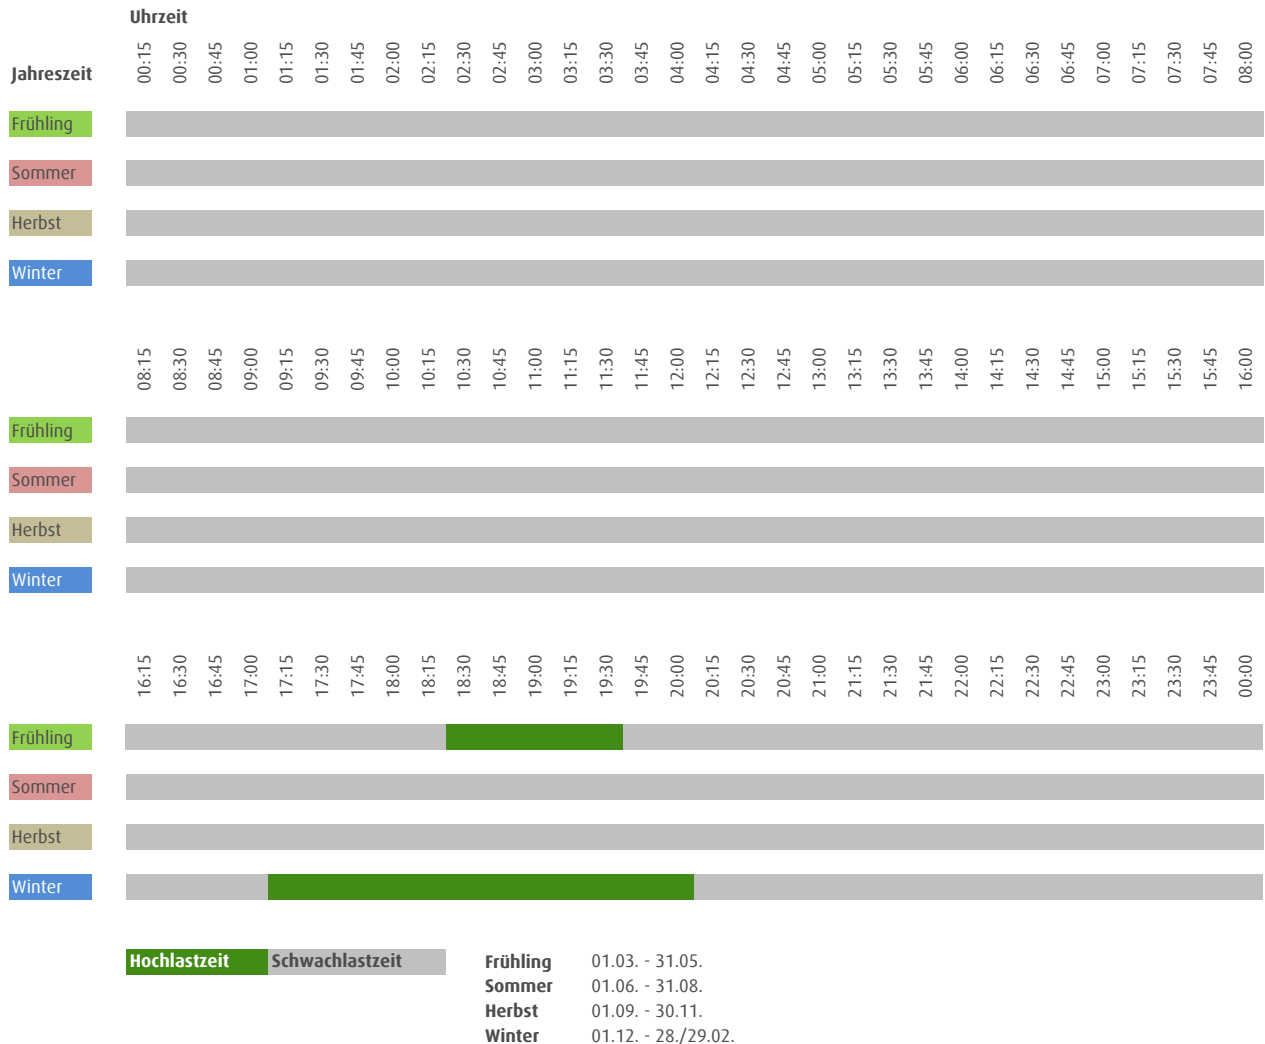 Uhrzeit
Jahreszeit 00:15 00:30 00:45 01:00 01:15 01:30 01:45 02:00 02:15 02:30 02:45 03:00 03:15 03:30 03:45 04:00 04:15 04:30 04:45 05:00 05:15 05:30 05:45 06:00 06:15 06:30 06:45 07:00 07:15 07:30 07:45 08:00
Frühling
Sommer
Herbst
Winter
08:15 08:30 08:45 09:00 09:15 09:30 09:45 10:00 10:15 10:30 10:45 11:00 11:15 11:30 11:45 12:00 12:15 12:30 12:45 13:00 13:15 13:30 13:45 14:00 14:15 14:30 14:45 15:00 15:15 15:30 15:45 16:00
Frühling
Sommer
Herbst
Winter
16:15 16:30 16:45 17:00 17:15 17:30 17:45 18:00 18:15 18:30 18:45 19:00 19:15 19:30 19:45 20:00 20:15 20:30 20:45 21:00 21:15 21:30 21:45 22:00 22:15 22:30 22:45 23:00 23:15 23:30 23:45 00:00
Frühling
Sommer
Herbst
Winter
Hochlastzeit Schwachlastzeit
Frühling 01.03. - 31.05.
Sommer 01.06. - 31.08.
Herbst 01.09. - 30.11.
Winter 01.12. - 28./29.02.